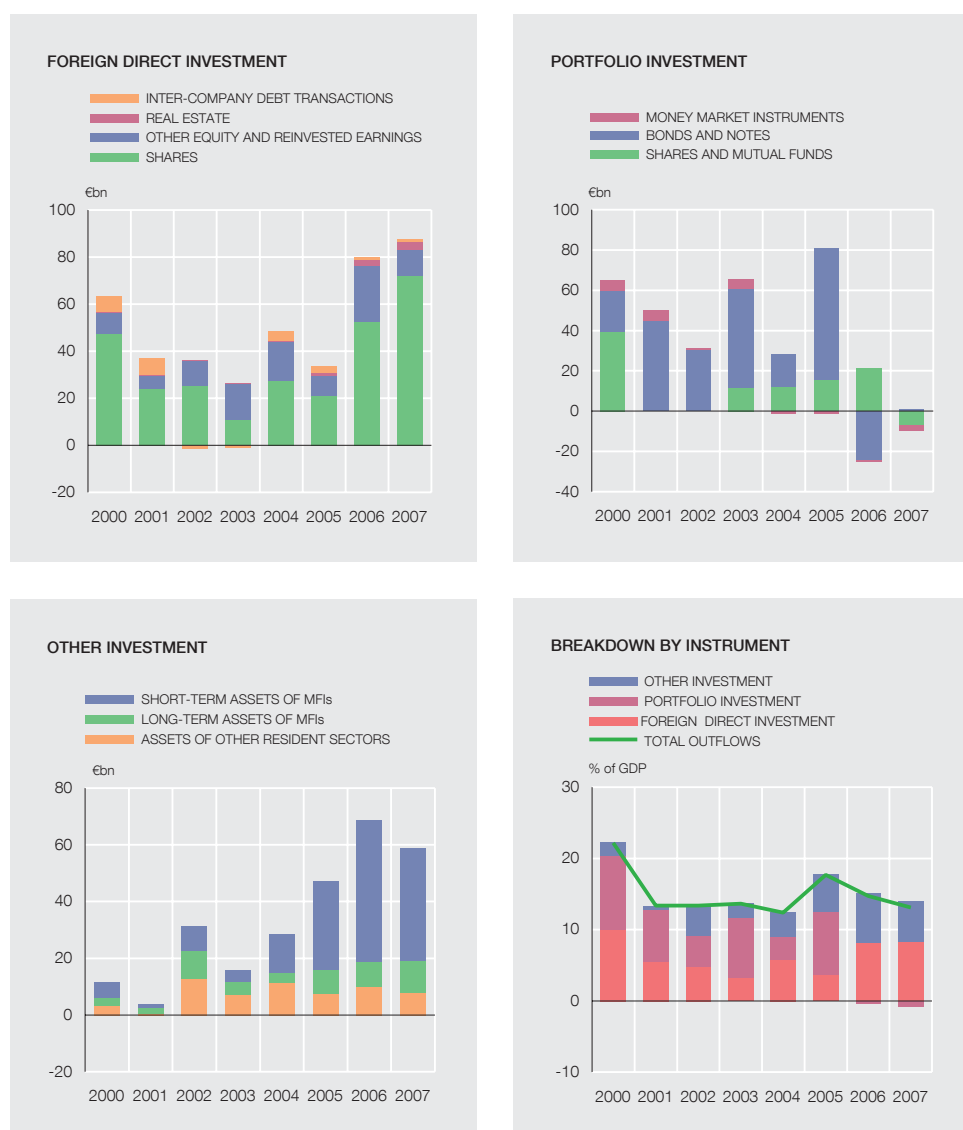 FOREIGN DIRECT INVESTMENT
INTER-COMPANY DEBT TRANSACTIONS
REAL ESTATE
OTHER EQUITY AND REINVESTED EARNINGS
SHARES
€bn
100
80
60
40
20
0
-20
2000 2001 2002 2003 2004 2005 2006 2007
PORTFOLIO INVESTMENT
MONEY MARKET INSTRUMENTS
BONDS AND NOTES
SHARES AND MUTUAL FUNDS
€bn
100
80
60
40
20
0
-20
-40
2000 2001 2002 2003 2004 2005 2006 2007
OTHER INVESTMENT
SHORT-TERM ASSETS OF MFIs
LONG-TERM ASSETS OF MFIs
ASSETS OF OTHER RESIDENT SECTORS
€bn
80
60
40
20
0
-20
2000 2001 2002 2003 2004 2005 2006 2007
BREAKDOWN BY INSTRUMENT
OTHER INVESTMENT
PORTFOLIO INVESTMENT
FOREIGN DIRECT INVESTMENT
TOTAL OUTFLOWS
% of GDP
30
20
10
0
-10
2000 2001 2002 2003 2004 2005 2006 2007